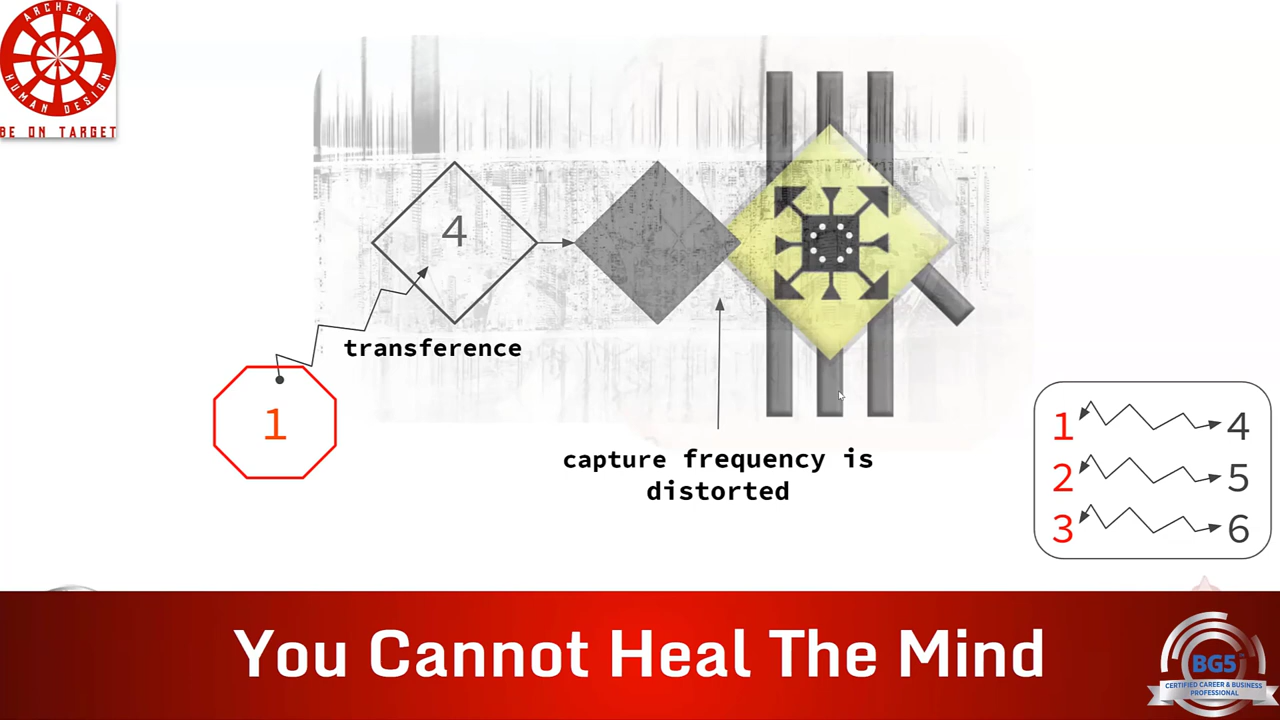 ARCHERS
HUMAN DESIGN
BE ON TARGET
4
transference
1
capture frequency is
distorted
1 4
2 5
3 6
You Cannot Heal The Mind
BG5
CERTIFIED CAREER & BUSINESS
PROFESSIONAL